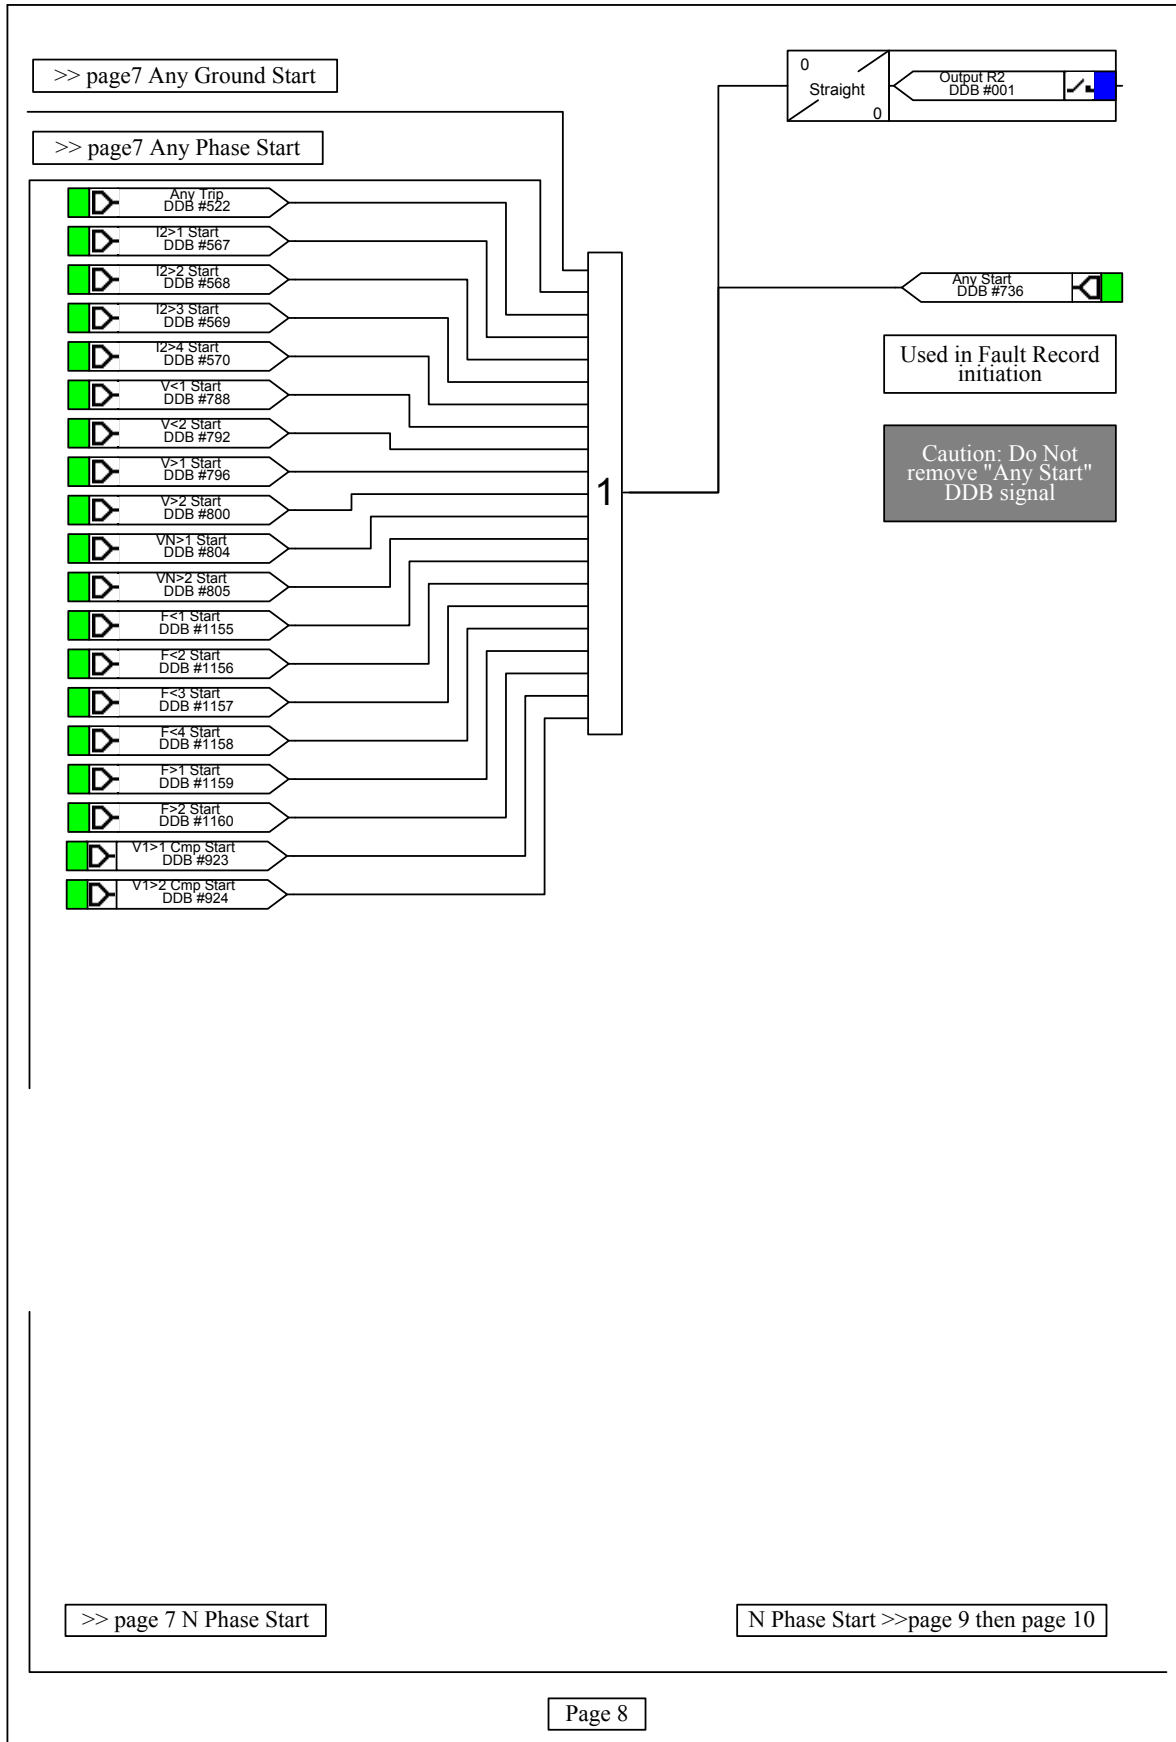 >> page7 Any Ground Start
0
Straight
0
Output R2
DDB #001
>> page7 Any Phase Start
Any Trip
DDB #522
I2>1 Start
DDB #567
I2>2 Start
DDB #568
I2>3 Start
DDB #569
I2>4 Start
DDB #570
V<1 Start
DDB #788
V<2 Start
DDB #792
V>1 Start
DDB #796
V>2 Start
DDB #800
VN>1 Start
DDB #804
VN>2 Start
DDB #805
F<1 Start
DDB #1155
F<2 Start
DDB #1156
F<3 Start
DDB #1157
F<4 Start
DDB #1158
F>1 Start
DDB #1159
F>2 Start
DDB #1160
V1>1 Cmp Start
DDB #923
V1>2 Cmp Start
DDB #924
1
Any Start
DDB #736
Used in Fault Record
initiation
Caution: Do Not
remove "Any Start"
DDB signal
>> page 7 N Phase Start
N Phase Start >>page 9 then page 10
Page 8